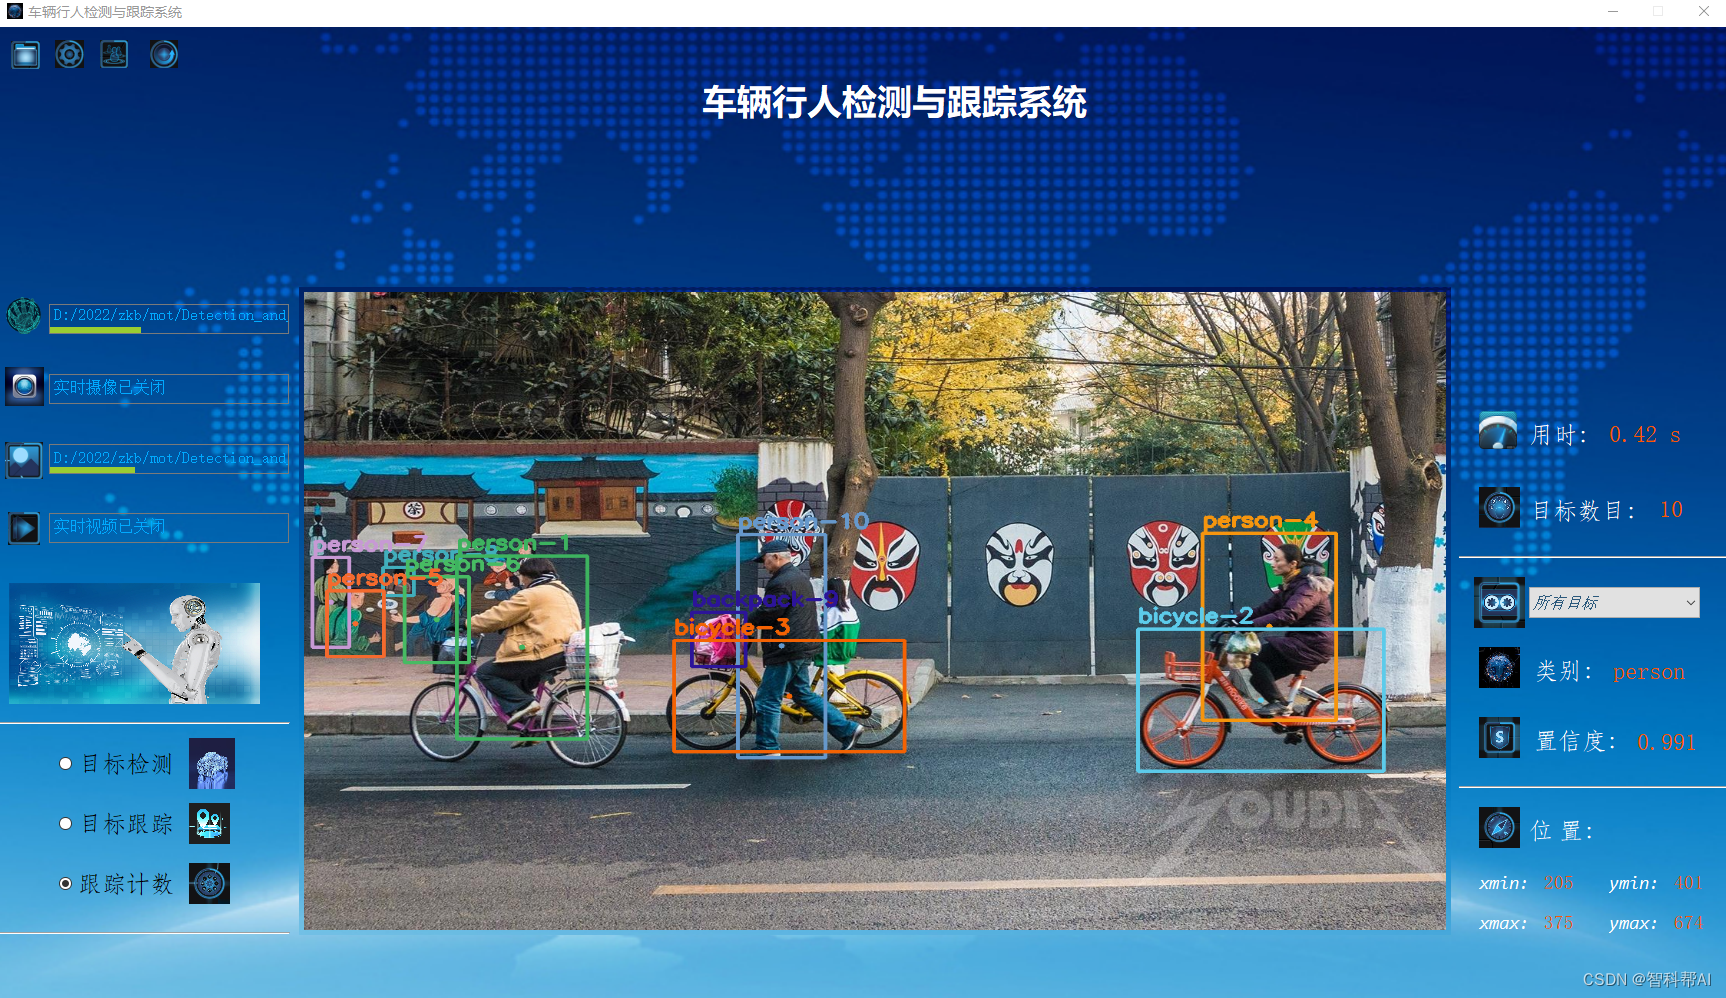 车辆行人检测与跟踪系统
车辆行人检测与跟踪系统
D:/2022/zkb/mot/Detection_and
实时摄像已关闭
D:/2022/zkb/mot/Detection_and
实时视频已关闭
目标检测
目标跟踪
跟踪计数
茶
person-7
person-8
person-1
person-6
person-5
person-10
backpack-9
bicycle-3
person-4
bicycle-2
用时: 0.42 s
目标数目: 10
所有目标
类别: person
置信度: 0.991
位 置:
xmin: 205 ymin: 401
xmax: 375 ymax: 674
CSDN @智科帮AI